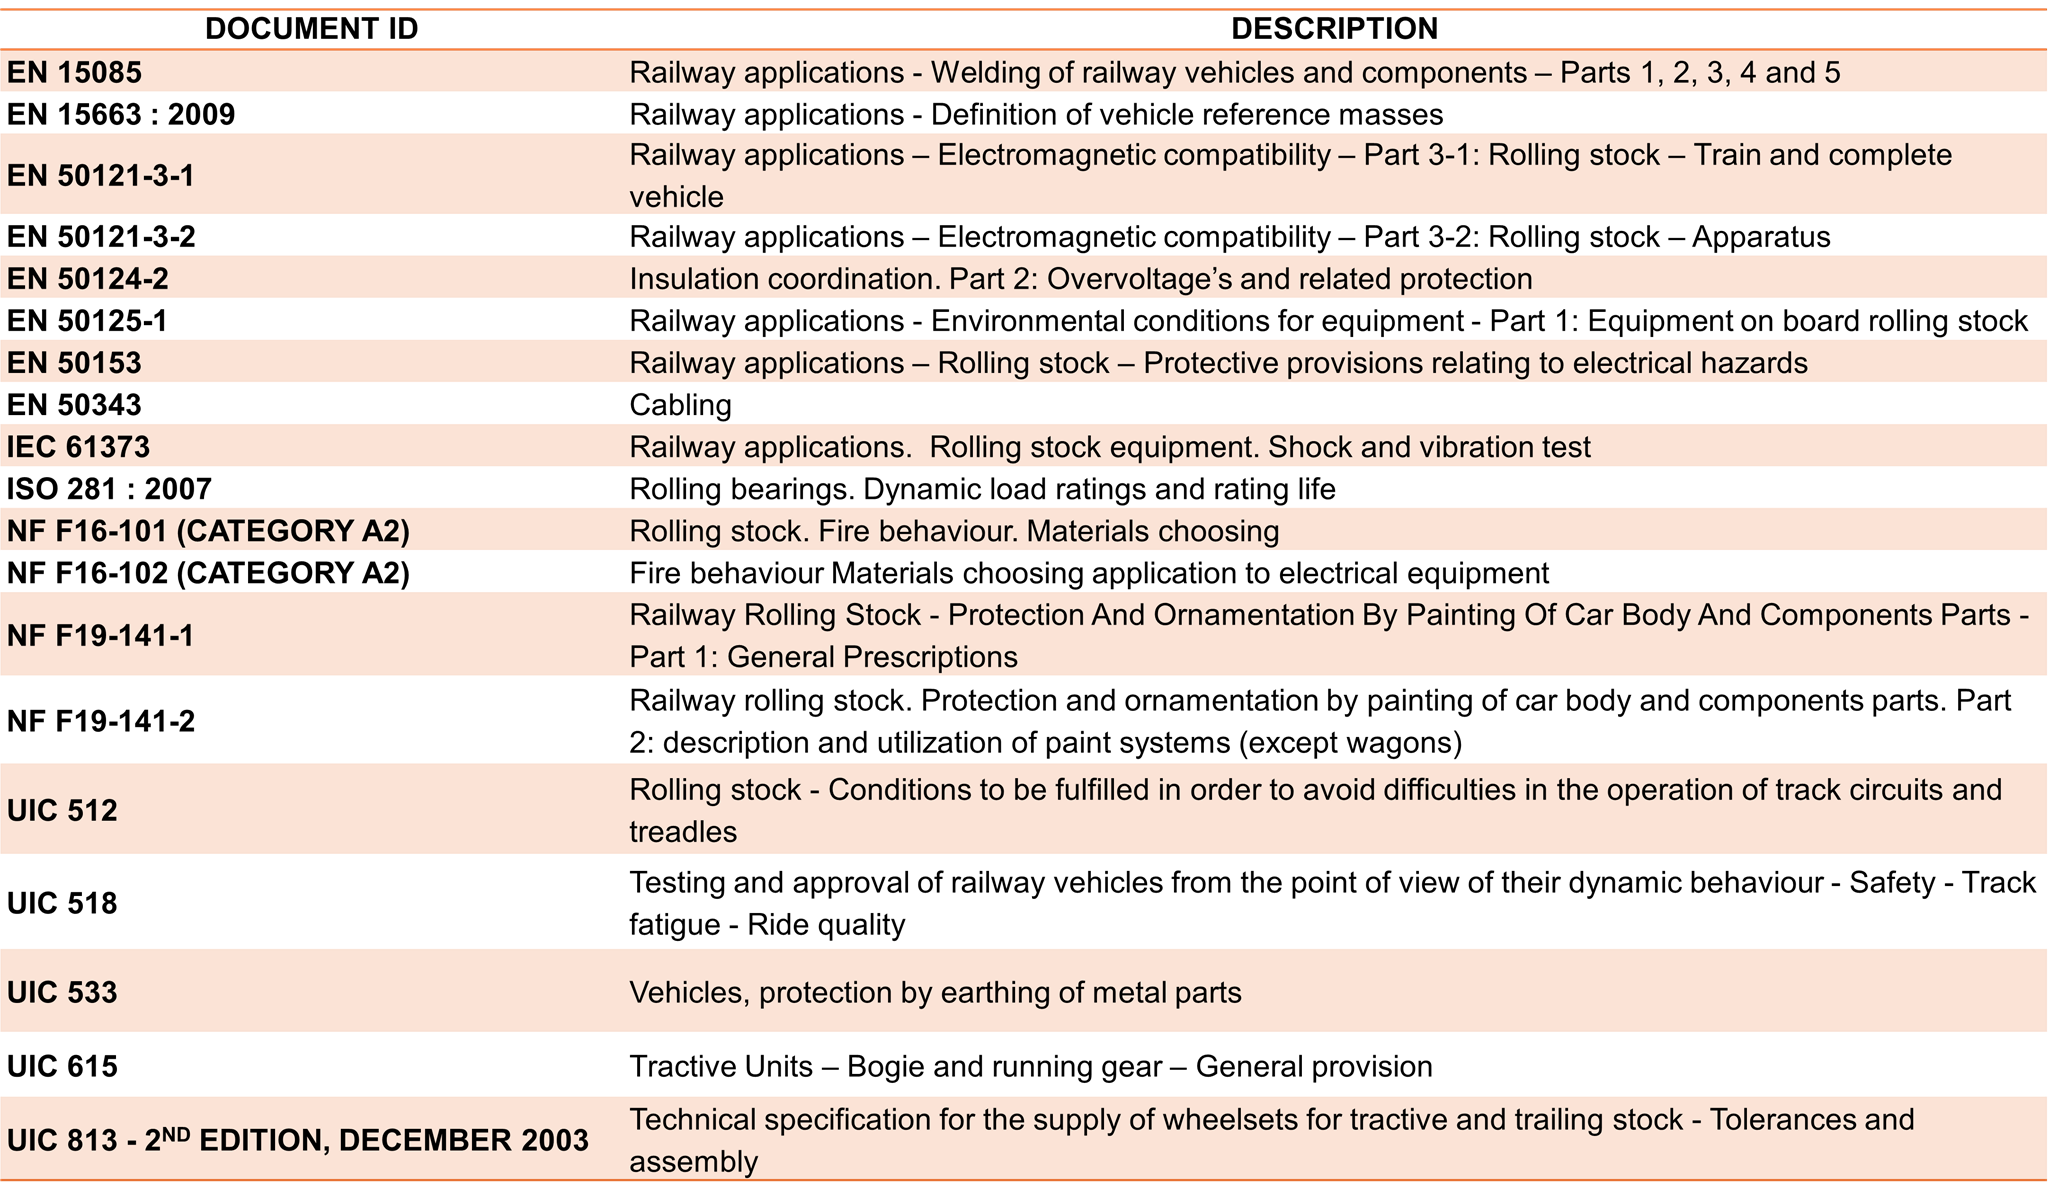 DOCUMENT ID DESCRIPTION
EN 15085 Railway applications - Welding of railway vehicles and components – Parts 1, 2, 3, 4 and 5
EN 15663 : 2009 Railway applications - Definition of vehicle reference masses
EN 50121-3-1 Railway applications – Electromagnetic compatibility – Part 3-1: Rolling stock – Train and complete
vehicle
EN 50121-3-2 Railway applications – Electromagnetic compatibility – Part 3-2: Rolling stock – Apparatus
EN 50124-2 Insulation coordination. Part 2: Overvoltage’s and related protection
EN 50125-1 Railway applications - Environmental conditions for equipment - Part 1: Equipment on board rolling stock
EN 50153 Railway applications – Rolling stock – Protective provisions relating to electrical hazards
EN 50343 Cabling
IEC 61373 Railway applications.  Rolling stock equipment. Shock and vibration test
ISO 281 : 2007 Rolling bearings. Dynamic load ratings and rating life
NF F16-101 (CATEGORY A2) Rolling stock. Fire behaviour. Materials choosing
NF F16-102 (CATEGORY A2) Fire behaviour Materials choosing application to electrical equipment
NF F19-141-1 Railway Rolling Stock - Protection And Ornamentation By Painting Of Car Body And Components Parts -
Part 1: General Prescriptions
NF F19-141-2 Railway rolling stock. Protection and ornamentation by painting of car body and components parts. Part
2: description and utilization of paint systems (except wagons)
UIC 512 Rolling stock - Conditions to be fulfilled in order to avoid difficulties in the operation of track circuits and
treadles
UIC 518 Testing and approval of railway vehicles from the point of view of their dynamic behaviour - Safety - Track
fatigue - Ride quality
UIC 533 Vehicles, protection by earthing of metal parts
UIC 615 Tractive Units – Bogie and running gear – General provision
UIC 813 - 2ND EDITION, DECEMBER 2003 Technical specification for the supply of wheelsets for tractive and trailing stock - Tolerances and
assembly